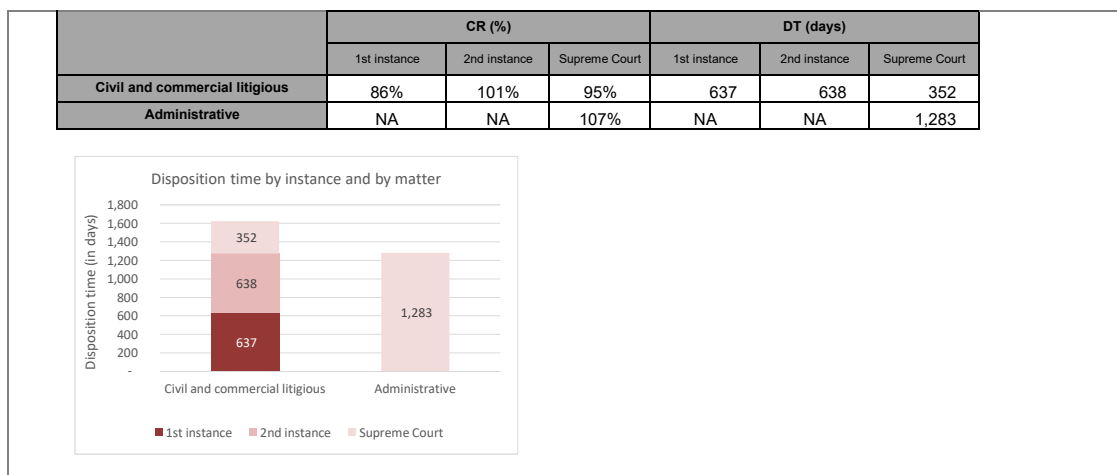 CR (%) DT (days)
1st instance 2nd instance Supreme Court 1st instance 2nd instance Supreme Court
Civil and commercial litigious 86% 101% 95% 637 638 352
Administrative NA NA 107% NA NA 1,283
Disposition time by instance and by matter
Disposition time (in days)
1,800
1,600
1,400
1,200
1,000
800
600
400
200
-
352
638
637
1,283
Civil and commercial litigious Administrative
1st instance 2nd instance Supreme Court